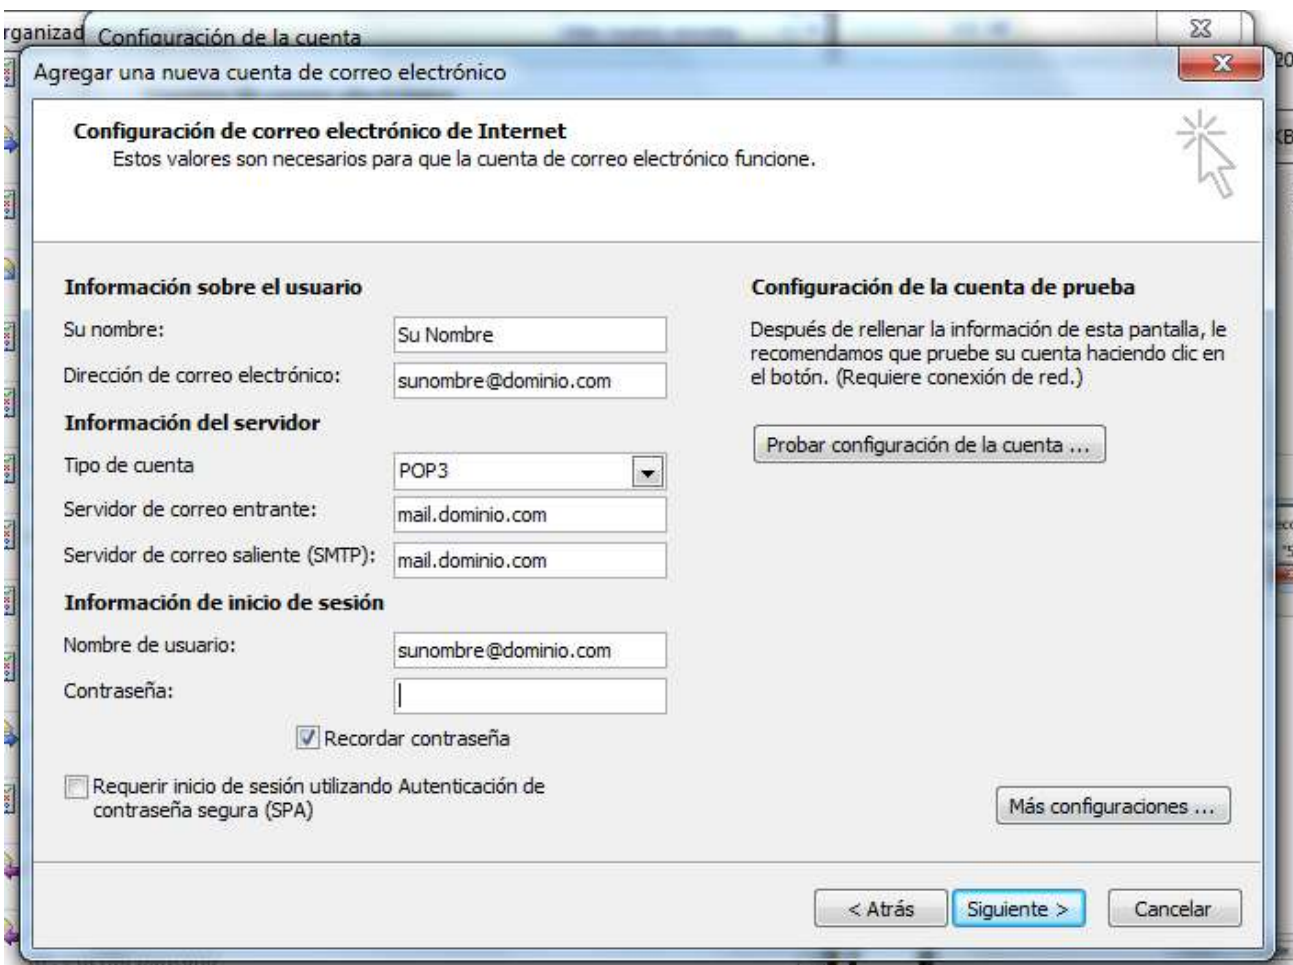 Configuración de la cuenta
Agregar una nueva cuenta de correo electrónico
Configuración de correo electrónico de Internet
Estos valores son necesarios para que la cuenta de correo electrónico funcione.
Información sobre el usuario
Su nombre:
Su Nombre
Dirección de correo electrónico:
sunombre@dominio.com
Información del servidor
Tipo de cuenta
POP3
Servidor de correo entrante:
mail.dominio.com
Servidor de correo saliente (SMTP):
mail.dominio.com
Información de inicio de sesión
Nombre de usuario:
sunombre@dominio.com
Contraseña:
Recordar contraseña
Requerir inicio de sesión utilizando Autenticación de
contraseña segura (SPA)
Configuración de la cuenta de prueba
Después de rellenar la información de esta pantalla, le
recomendamos que pruebe su cuenta haciendo clic en
el botón. (Requiere conexión de red.)
Probar configuración de la cuenta ...
Más configuraciones ...
< Atrás
Siguiente >
Cancelar